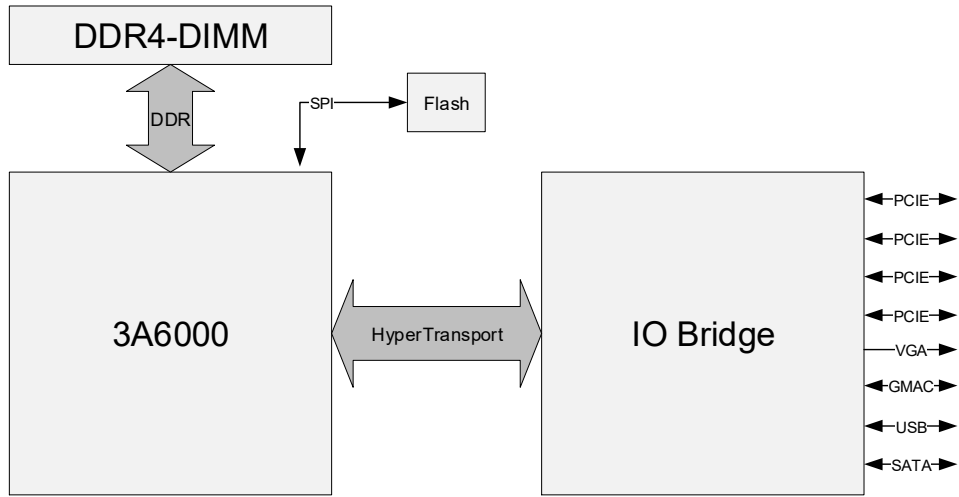 DDR4-DIMM
DDR
SPI
Flash
3A6000
HyperTransport
IO Bridge
PCIE
PCIE
PCIE
PCIE
VGA
GMAC
USB
SATA